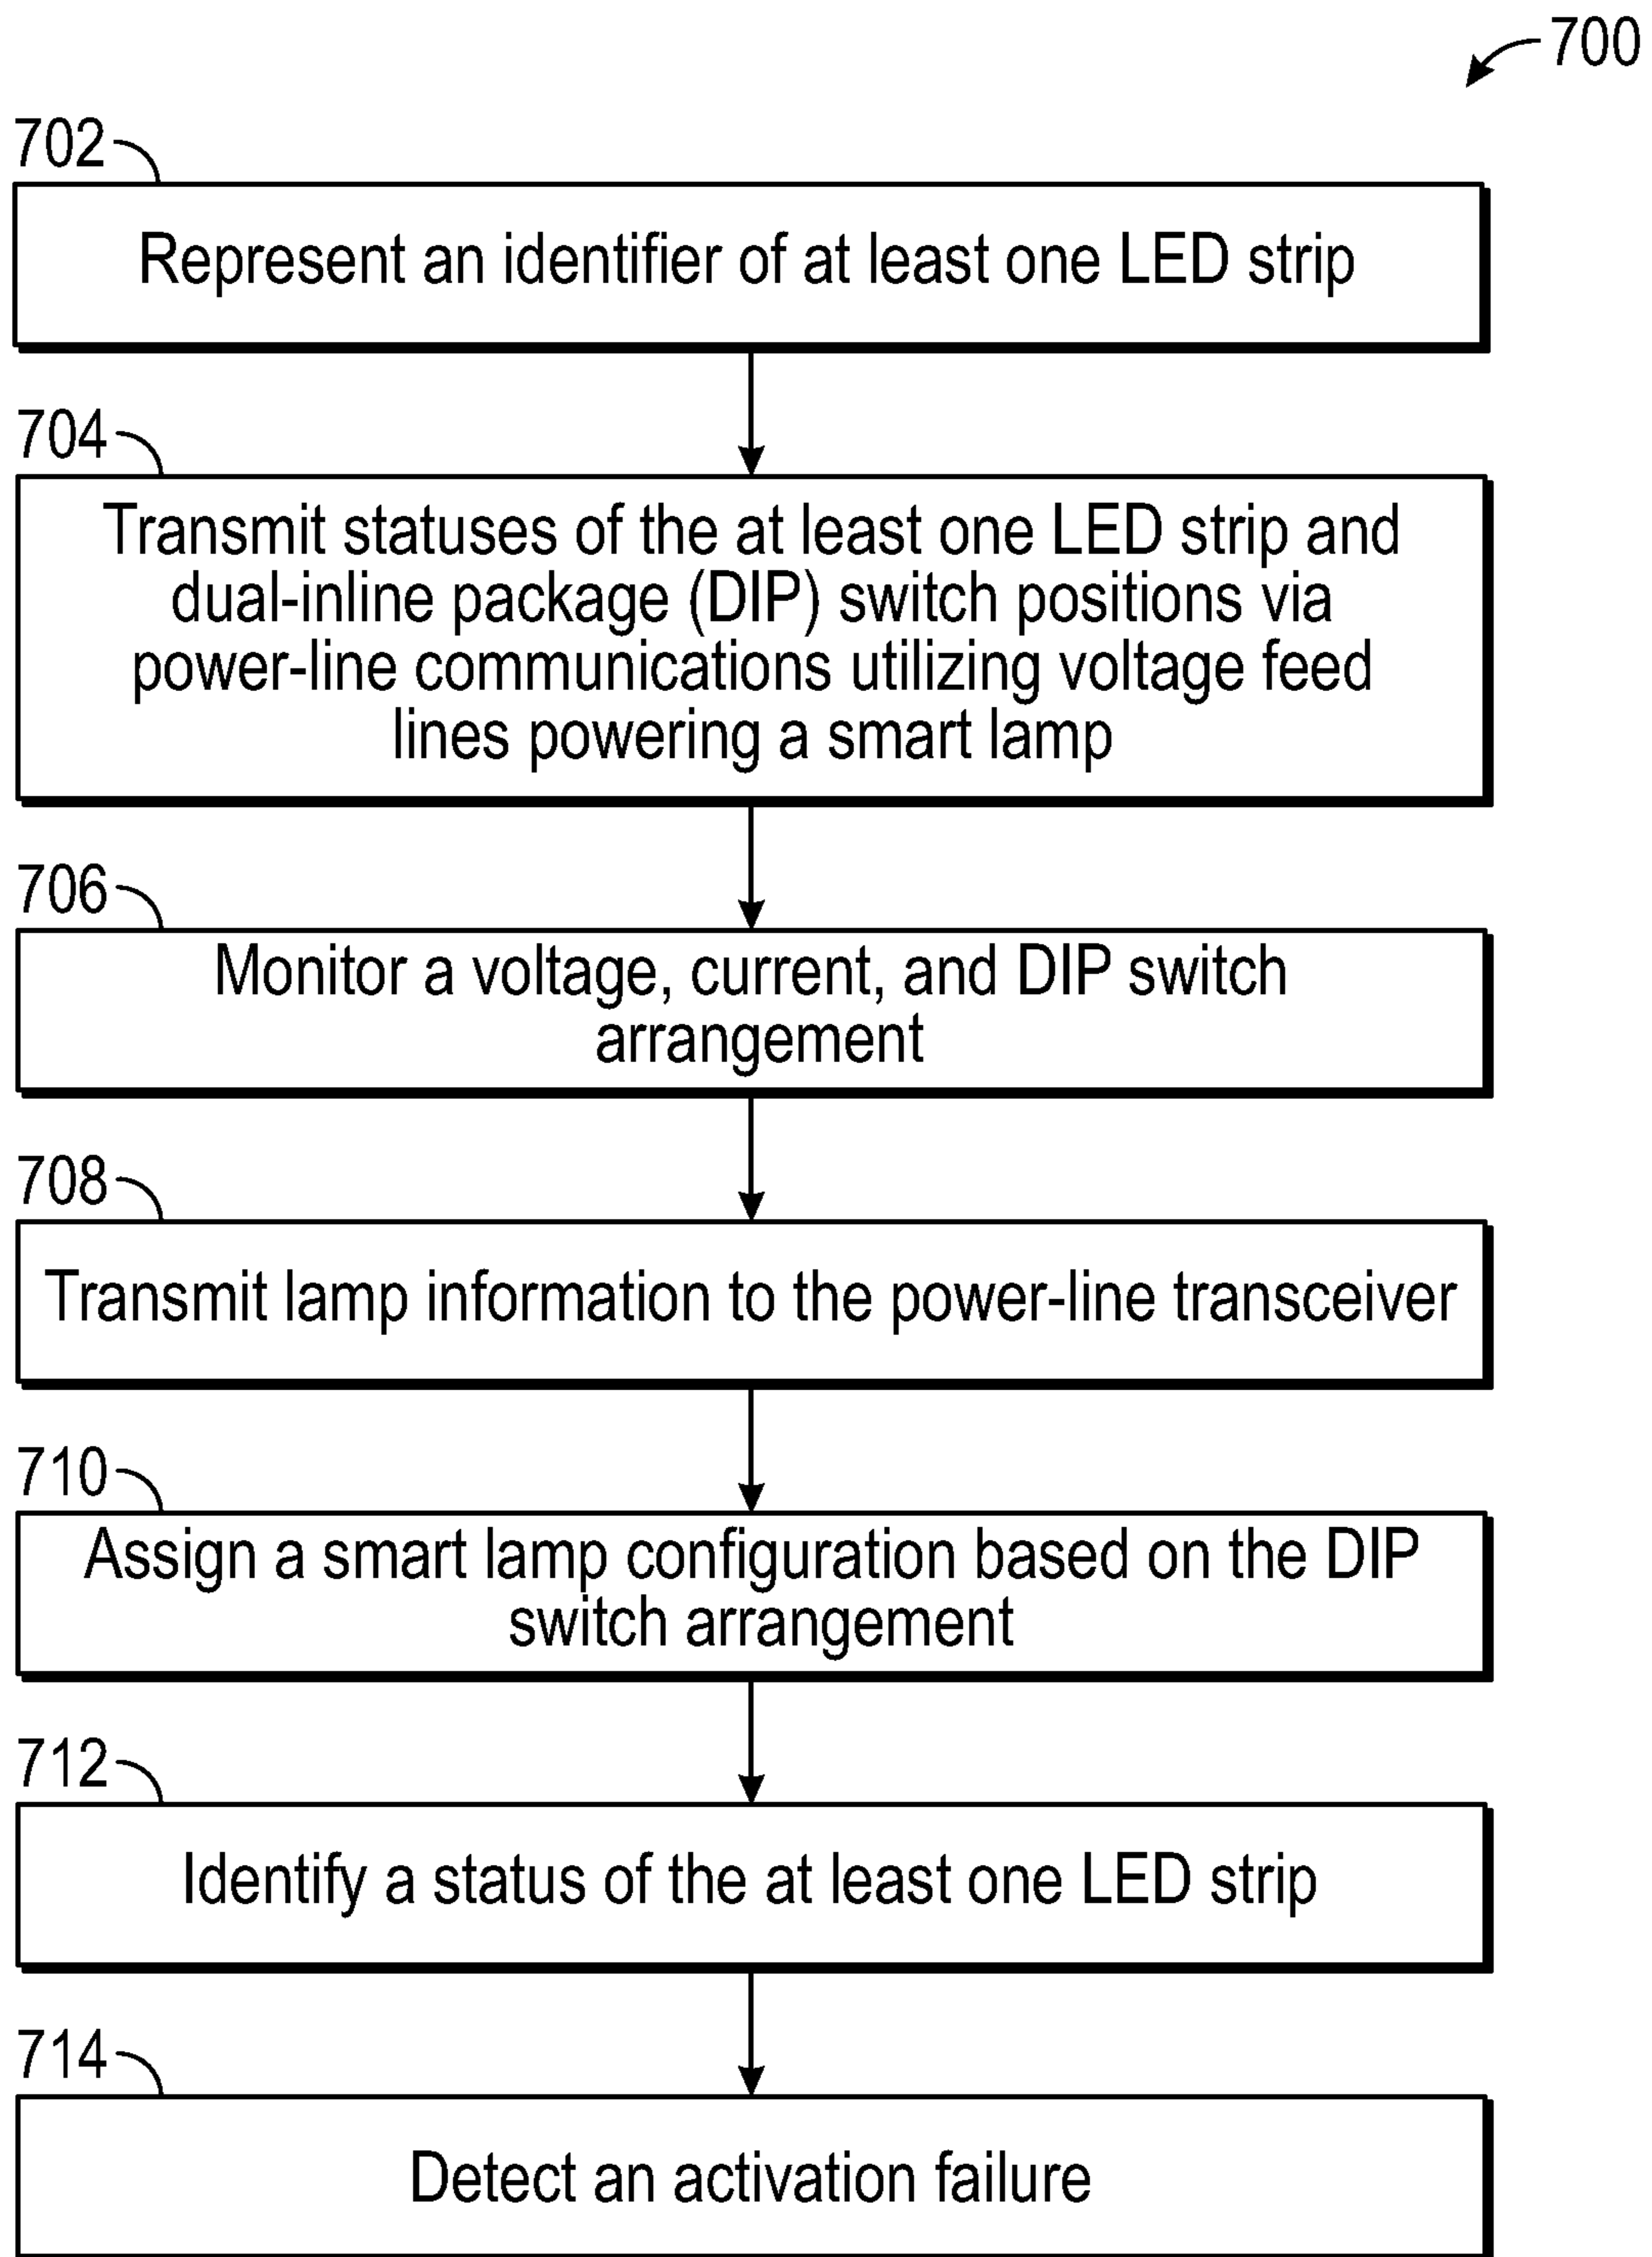 700
702
Represent an identifier of at least one LED strip
704
Transmit statuses of the at least one LED strip and
dual-inline package (DIP) switch positions via
power-line communications utilizing voltage feed
lines powering a smart lamp
706
Monitor a voltage, current, and DIP switch
arrangement
708
Transmit lamp information to the power-line transceiver
710
Assign a smart lamp configuration based on the DIP
switch arrangement
712
Identify a status of the at least one LED strip
714
Detect an activation failure